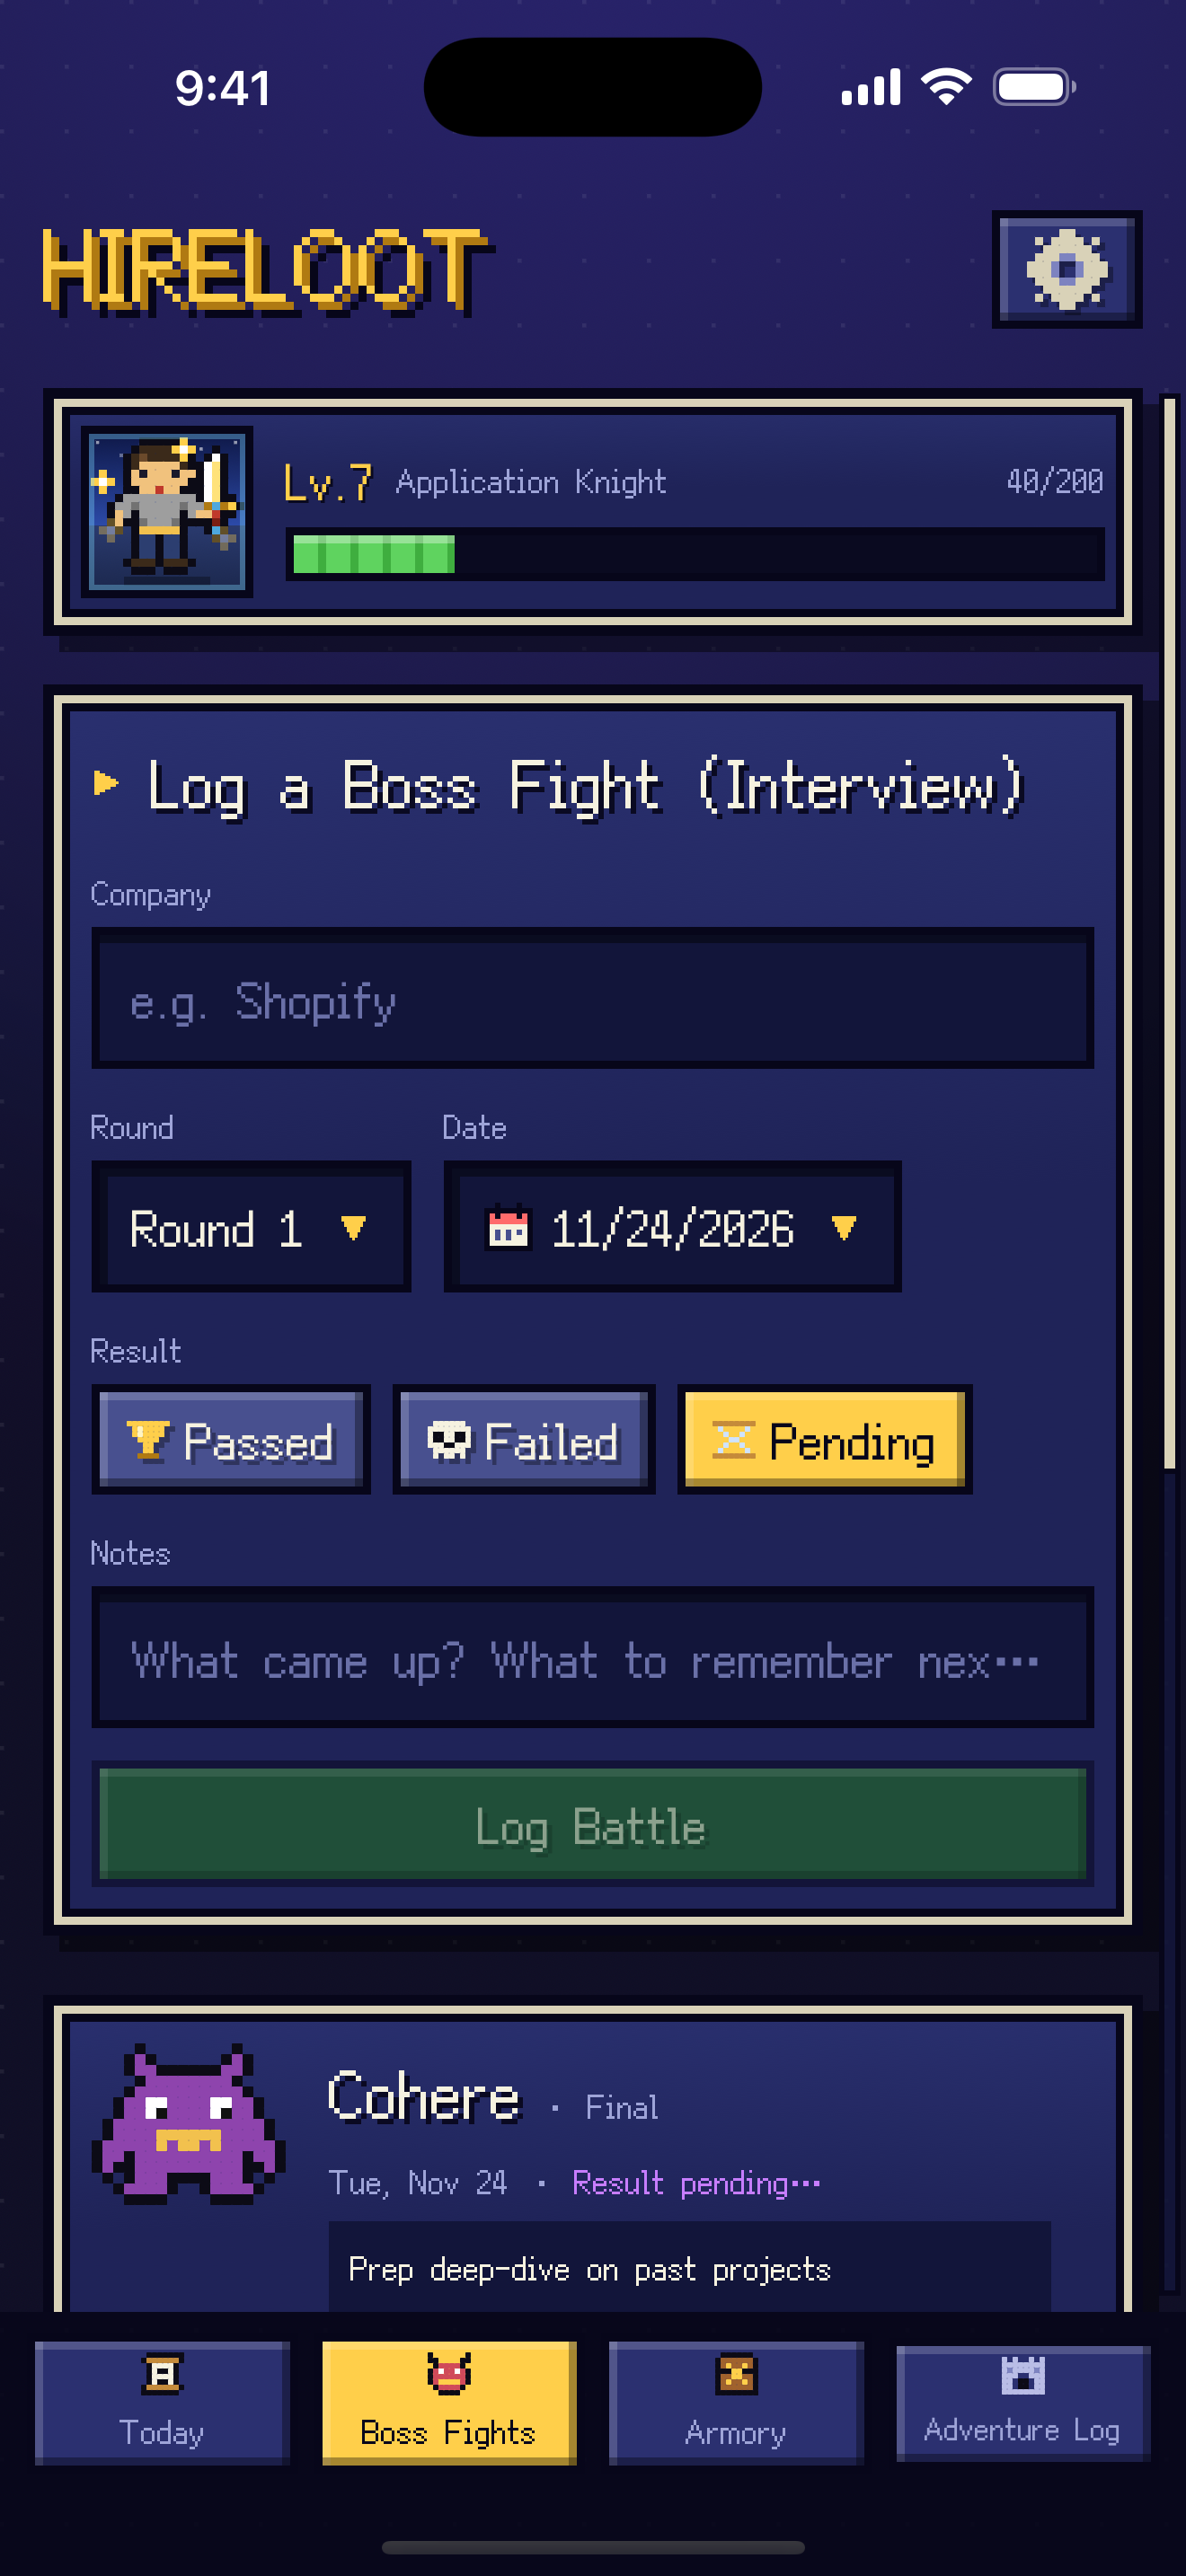 9:41
HIRELOOT
Lv.7 Application Knight 40/200
Log a Boss Fight (Interview)
Company
e.g. Shopify
Round Date
Round 1 11/24/2026
Result
Passed Failed Pending
Notes
What came up? What to remember nex…
Log Battle
Cohere · Final
Tue, Nov 24 · Result pending…
Prep deep-dive on past projects
Today Boss Fights Armory Adventure Log